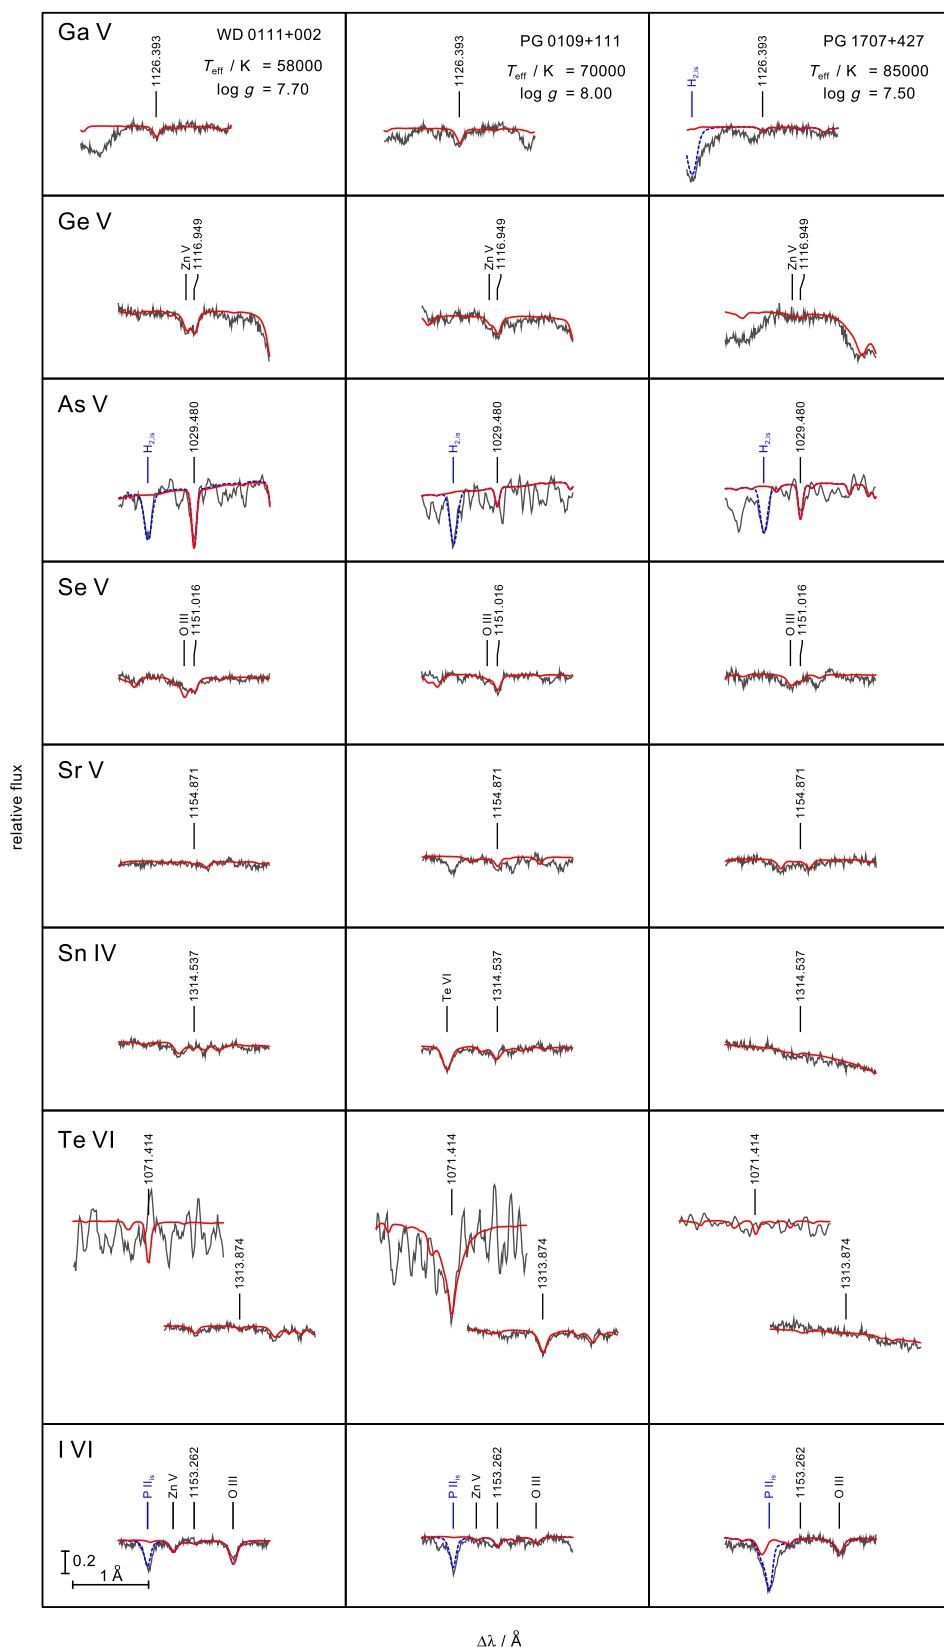 Ga V
WD 0111+002
T eff / K = 58000
log g = 7.70
1126.393
PG 0109+111
T eff / K = 70000
log g = 8.00
1126.393
PG 1707+427
T eff / K = 85000
log g = 7.50
H2,is
1126.393
Ge V
Zn V
1116.949
Zn V
1116.949
Zn V
1116.949
As V
H2,is
1029.480
H2,is
1029.480
H2,is
1029.480
Se V
O III
1151.016
O III
1151.016
O III
1151.016
Sr V
1154.871
1154.871
1154.871
Sn IV
1314.537
Te VI
1314.537
1314.537
Te VI
1071.414
1313.874
1071.414
1313.874
1071.414
1313.874
I VI
P IIis
Zn V
1153.262
O III
P IIis
Zn V
1153.262
O III
P IIis
1153.262
O III
0.2
1 Å
relative flux
Δλ / Å